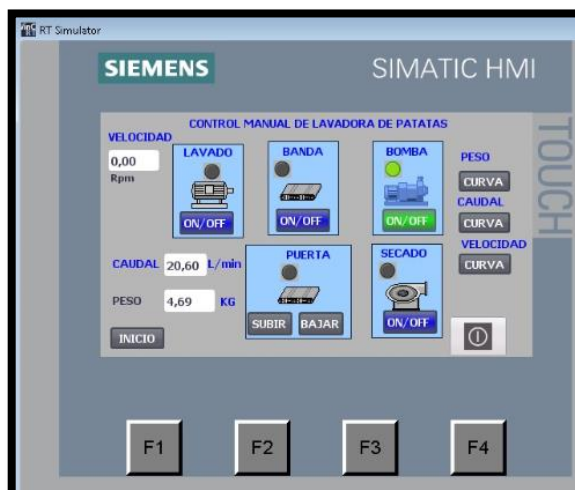 RT Simulator
SIEMENS
SIMATIC HMI
TOUCH
CONTROL MANUAL DE LAVADORA DE PATATAS
VELOCIDAD
0,00
Rpm
LAVADO
ON/OFF
BANDA
ON/OFF
BOMBA
ON/OFF
PESO
CURVA
CAUDAL
CURVA
VELOCIDAD
CURVA
CAUDAL 20,60 L/min
PESO 4,69 KG
INICIO
PUERTA
SUBIR BAJAR
SECADO
ON/OFF
F1 F2 F3 F4